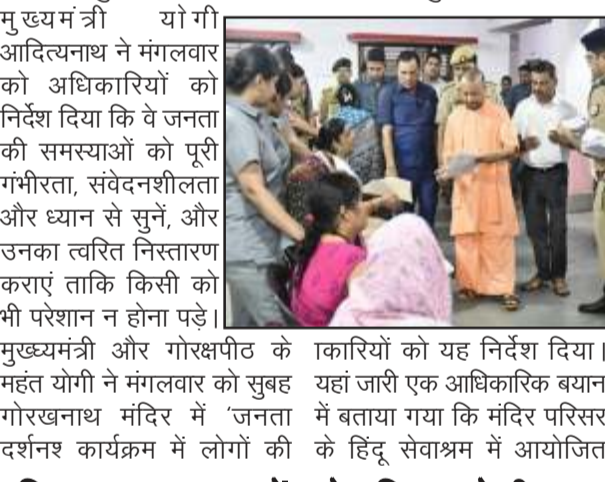 मुख्यमंत्री योगी
आदित्यनाथ ने मंगलवार
को अधिकारियों को
निर्देश दिया कि वे जनता
की समस्याओं को पूरी
गंभीरता, संवेदनशीलता
और ध्यान से सुनें, और
उनका त्वरित निस्तारण
कराएं ताकि किसी को
भी परेशान न होना पड़े।
मुख्य्यमंत्री और गोरक्षपीठ के
महंत योगी ने मंगलवार को सुबह
गोरखनाथ मंदिर में ‘जनता
दर्शनश् कार्यक्रम में लोगों की
ाकारियों को यह निर्देश दिया।
यहां जारी एक आधिकारिक बयान
में बताया गया कि मंदिर परिसर
के हिंदू सेवाश्रम में आयोजित